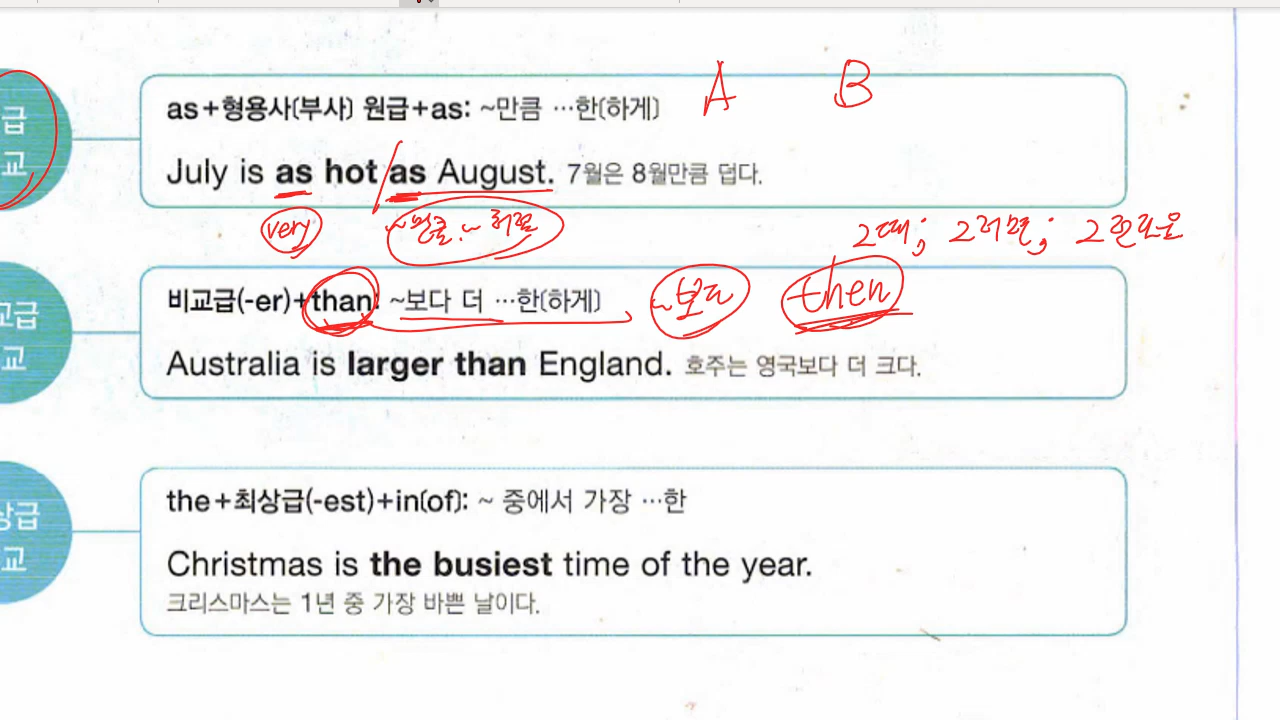 급
교
as+형용사(부사) 원급+as: ~만큼 …한(하게)
A B
July is as hot as August. 7월은 8월만큼 덥다.
very ~만큼. ~처럼
그때; 그러면; 그런다음
교급
교
비교급(-er)+than: ~보다 더 …한(하게)
~보다 then
Australia is larger than England. 호주는 영국보다 더 크다.
상급
교
the+최상급(-est)+in(of): ~ 중에서 가장 …한
Christmas is the busiest time of the year.
크리스마스는 1년 중 가장 바쁜 날이다.